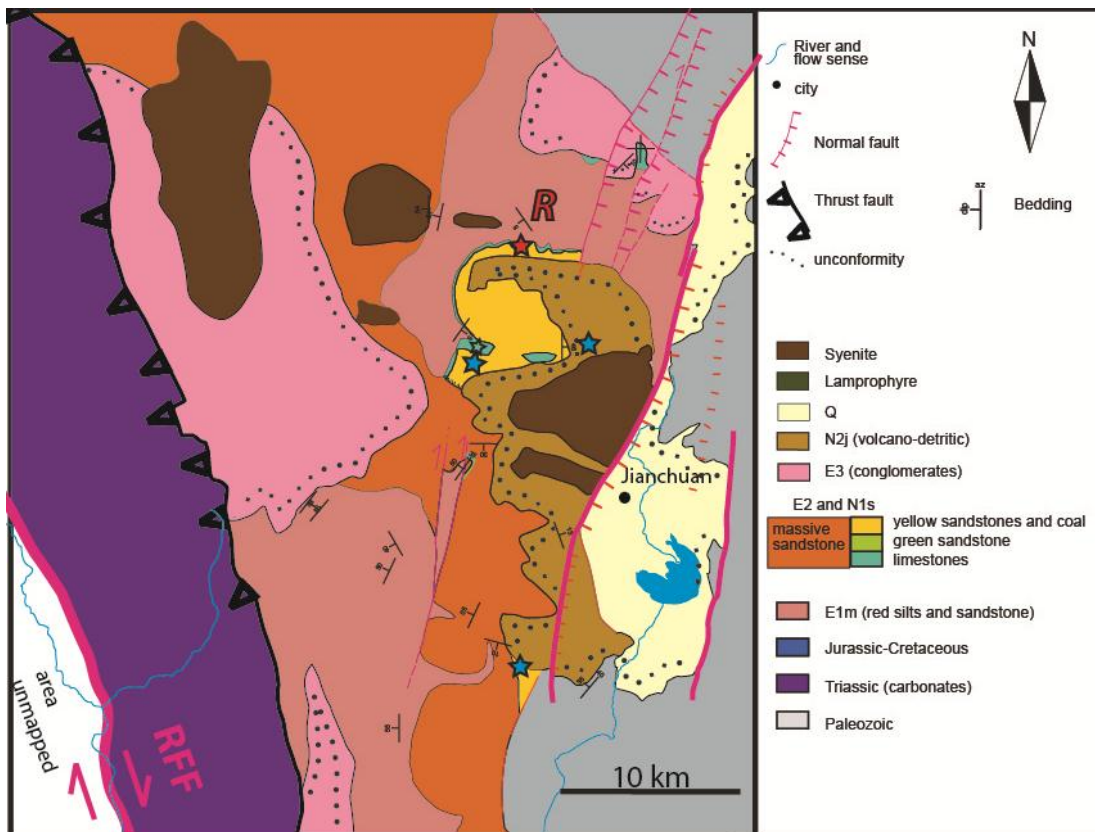 R
Jianchuan
10 km
area
unmapped
RFF
River and
flow sense
N
city
Normal fault
Thrust fault
az
Bedding
unconformity
Syenite
Lamprophyre
Q
N2j (volcano-detritic)
E3 (conglomerates)
E2 and N1s
massive
sandstone
yellow sandstones and coal
green sandstone
limestones
E1m (red silts and sandstone)
Jurassic-Cretaceous
Triassic (carbonates)
Paleozoic